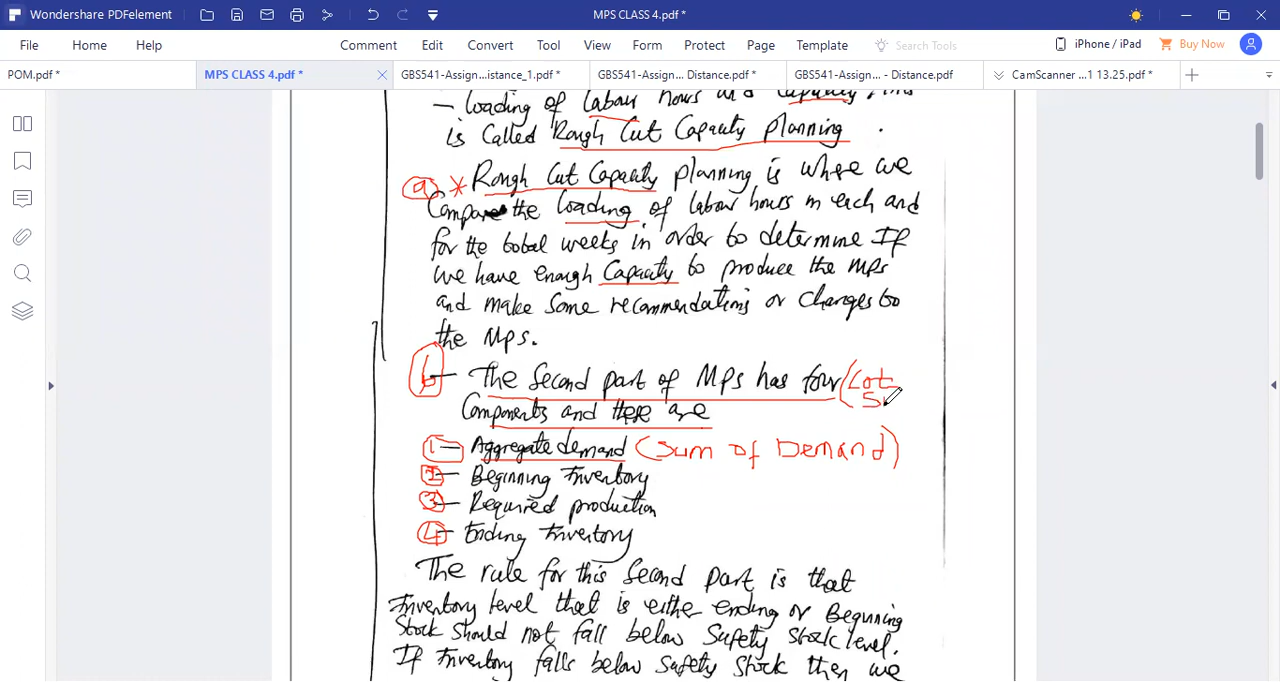 Wondershare PDFelement
MPS CLASS 4.pdf *
File Home Help Comment Edit Convert Tool View Form Protect Page Template Search Tools iPhone / iPad Buy Now
POM.pdf * MPS CLASS 4.pdf * GBS541-Assign...istance_1.pdf * GBS541-Assign... Distance.pdf * GBS541-Assign... - Distance.pdf CamScanner ...1 13.25.pdf *
– Loading of labour hours and capacity, this
is called Rough Cut Capacity planning .
(a) * Rough Cut Capacity planning is where we
Compare the loading of labour hours in each and
for the total weeks in order to determine If
we have enough Capacity to produce the MPS
and make some recommendations or changes to
the MPS.
b – The Second part of MPS has four (Lot
Components and these are
1 – Aggregate demand (Sum of Demand)
2 – Beginning Inventory
3 – Required production
4 – Ending Inventory
The rule for this Second Part is that
Inventory level that is either ending or Beginning
Stock should not fall below Safety Stock level.
If Inventory falls below Safety Stock then we